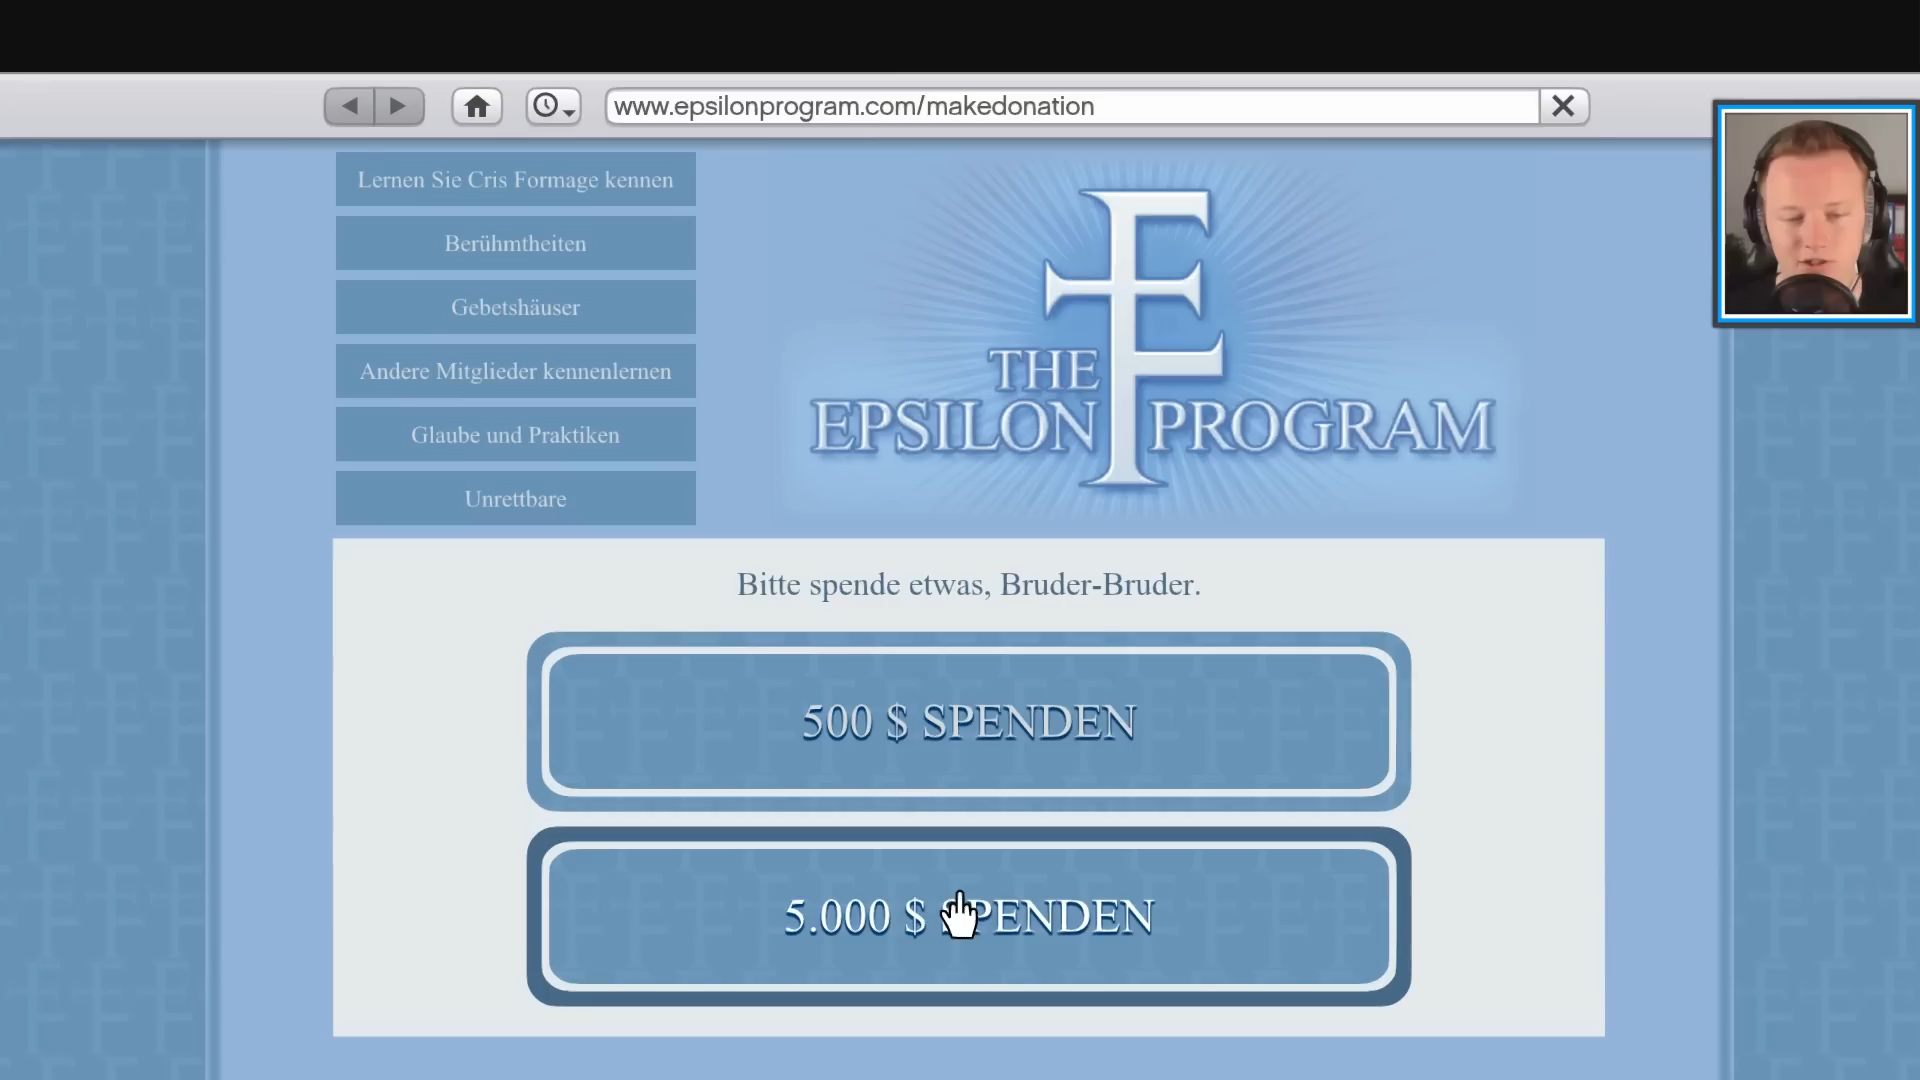 www.epsilonprogram.com/makedonation
Lernen Sie Cris Formage kennen
Berühmtheiten
Gebetshäuser
Andere Mitglieder kennenlernen
Glaube und Praktiken
Unrettbare
THE
EPSILON PROGRAM
Bitte spende etwas, Bruder-Bruder.
500 $ SPENDEN
5.000 $ SPENDEN